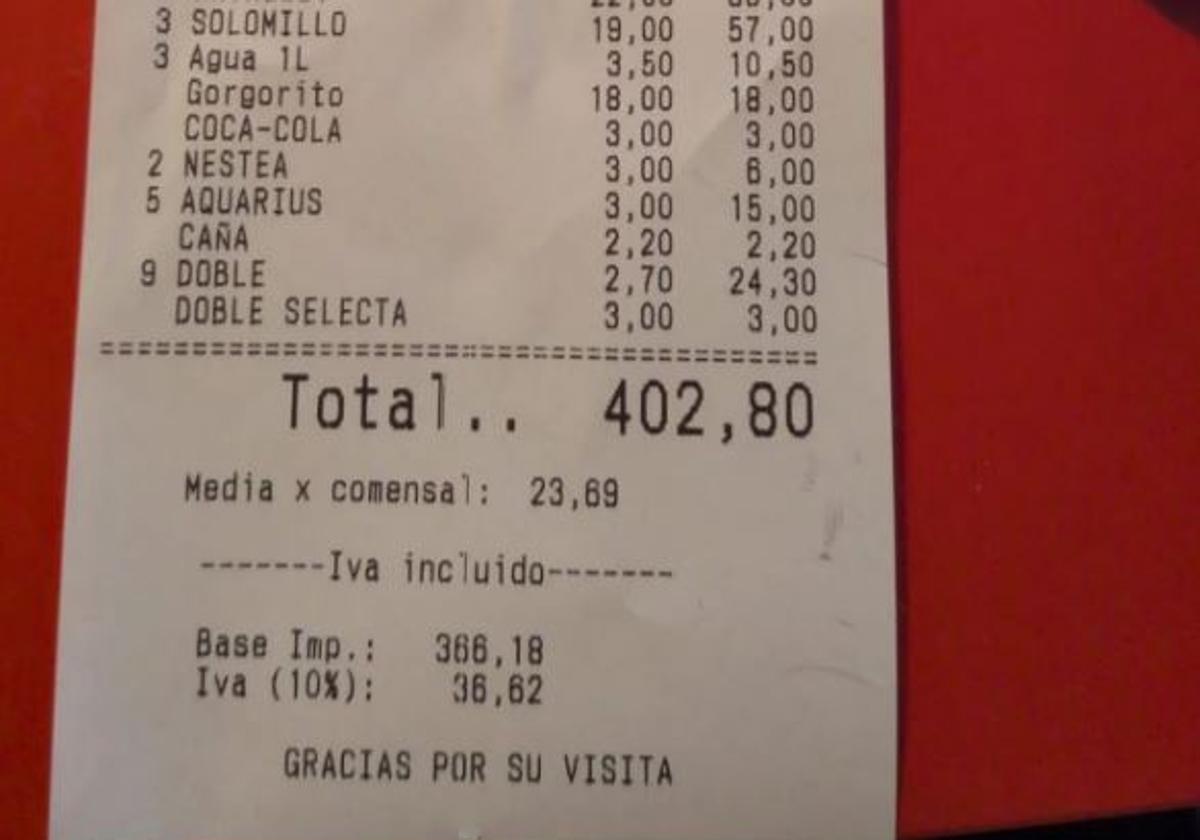 3 SOLOMILLO 19,00 57,00
3 Agua 1L 3,50 10,50
Gorgorito 18,00 18,00
COCA-COLA 3,00 3,00
2 NESTEA 3,00 6,00
5 AQUARIUS 3,00 15,00
CAÑA 2,20 2,20
9 DOBLE 2,70 24,30
DOBLE SELECTA 3,00 3,00
========================================
Total.. 402,80
Media x comensal: 23,69
-------Iva incluido-------
Base Imp.: 366,18
Iva (10%): 36,62
GRACIAS POR SU VISITA